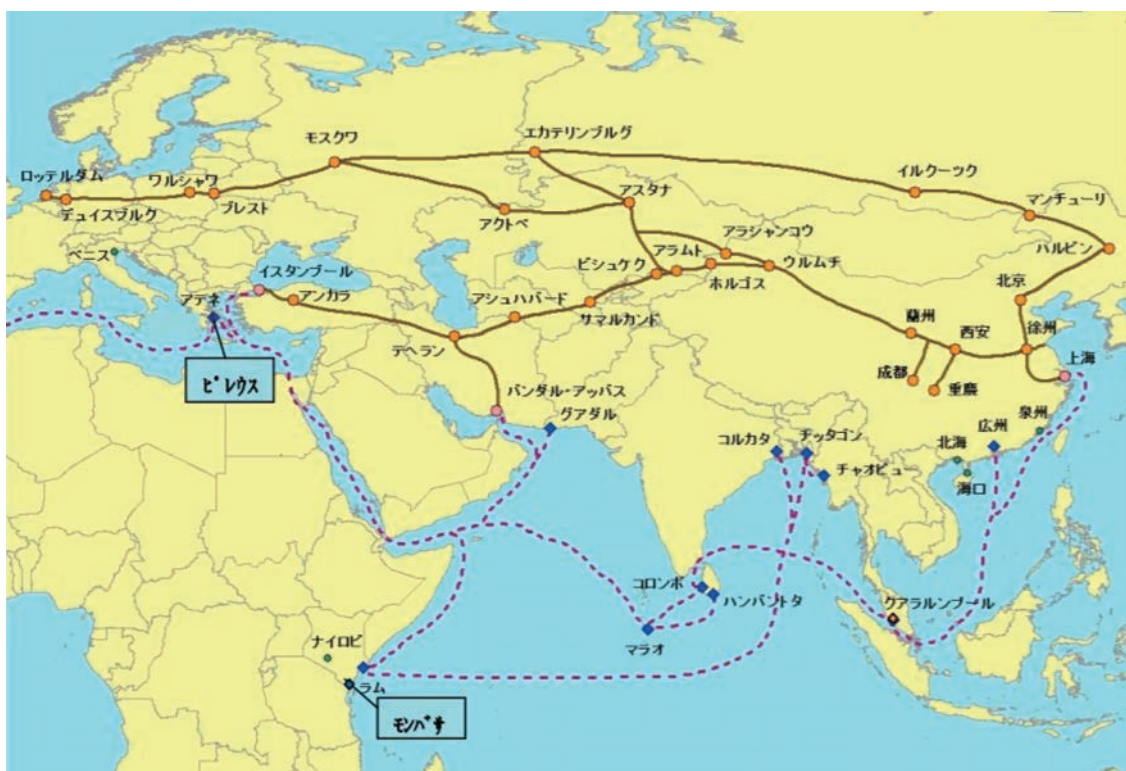 モスクワ
エカテリンブルグ
イルクーツク
ロッテルダム
ワルシャワ
アスタナ
マンチューリ
デュイスブルク
ブレスト
アクトベ
アラシャンコウ
ハルビン
ベニス
イスタンブール
アラムト
ビシュケク
ウルムチ
ホルゴス
北京
アテネ
アンカラ
アシュハバード
サマルカンド
蘭州
西安
徐州
テヘラン
上海
成都
重慶
ピレウス
バンダル・アッバス
グアダル
コルカタ
チッタゴン
広州
泉州
北海
チャオピュー
海口
コロンボ
ハンバントタ
クアラルンプール
マラオ
ナイロビ
ラム
モンバサ